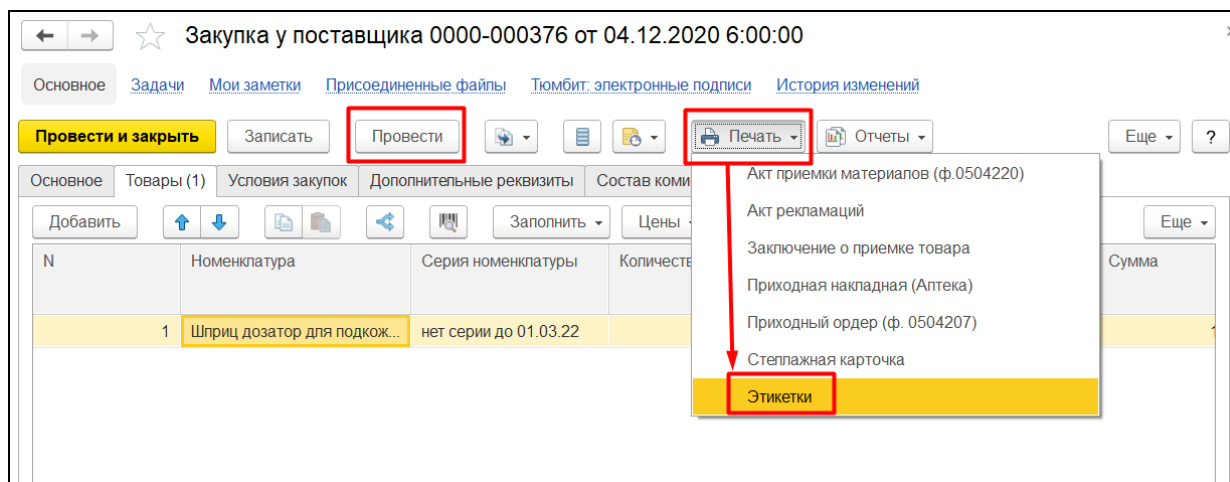 Закупка у поставщика 0000-000376 от 04.12.2020 6:00:00
Основное Задачи Мои заметки Присоединенные файлы Тюмбит: электронные подписи История изменений
Провести и закрыть Записать Провести Печать Отчеты Еще ?
Основное Товары (1) Условия закупок Дополнительные реквизиты Состав коми
Добавить Заполнить Цены Еще
N Номенклатура Серия номенклатуры Количеств Сумма
1 Шприц дозатор для подкож... нет серии до 01.03.22
Акт приемки материалов (ф.0504220)
Акт рекламаций
Заключение о приемке товара
Приходная накладная (Аптека)
Приходный ордер (ф. 0504207)
Стеллажная карточка
Этикетки